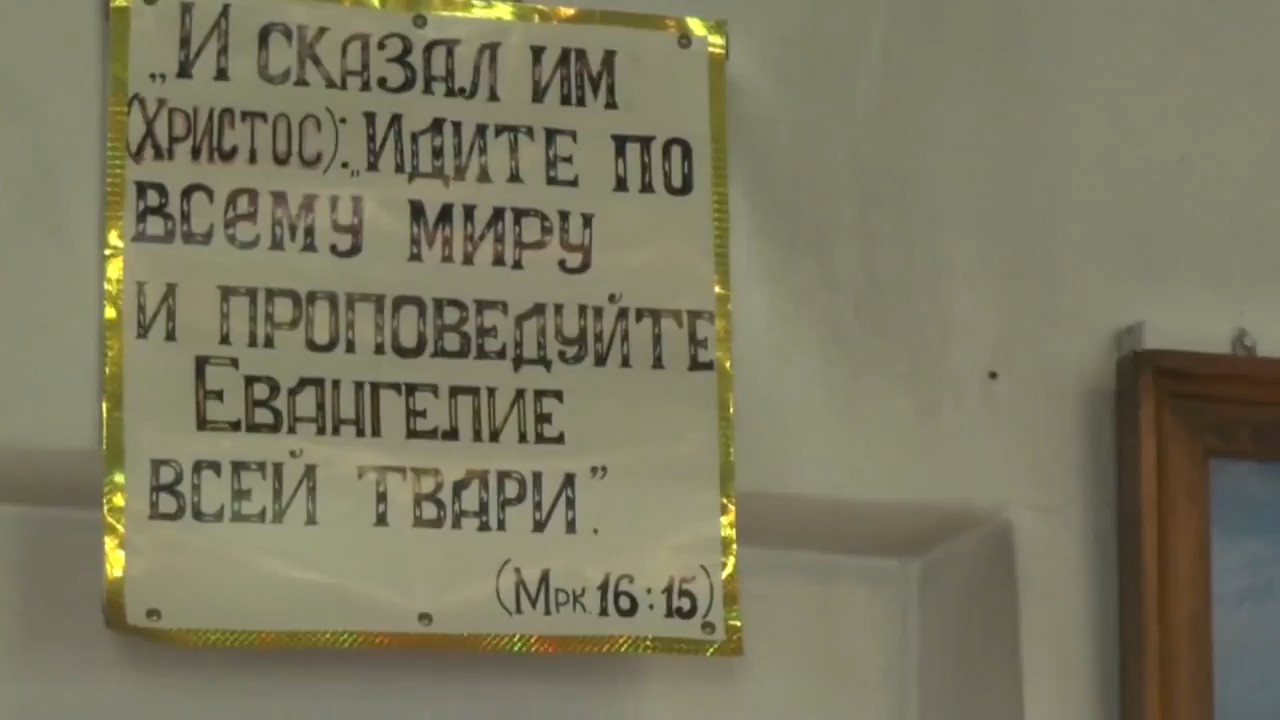 „И СКАЗАЛ ИМ
(ХРИСТОС): „ИДИТЕ ПО
ВСЕМУ МИРУ
И ПРОПОВЕДУЙТЕ
ЕВАНГЕЛИЕ
ВСЕЙ ТВАРИ”.
(МРК. 16:15)